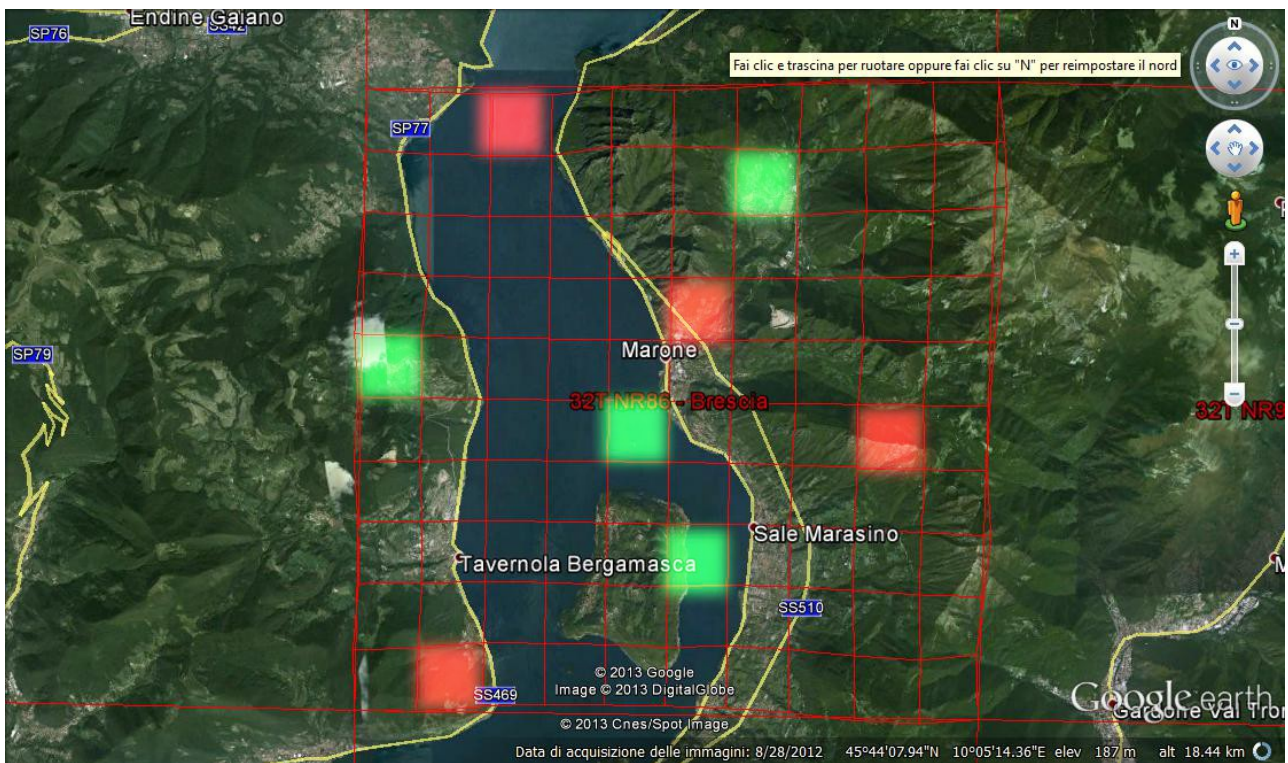 Endine Gaiano
SP76
SS42
N
Fai clic e trascina per ruotare oppure fai clic su "N" per reimpostare il nord
SP77
SP79
Marone
32T NR86 - Brescia
32T NR9
Sale Marasino
Tavernola Bergamasca
M
SS510
SS469
© 2013 Google
Image © 2013 DigitalGlobe
Google earth
© 2013 Cnes/Spot Image
Gardone Val Tron
Data di acquisizione delle immagini: 8/28/2012 45°44'07.94"N 10°05'14.36"E elev 187 m alt 18.44 km